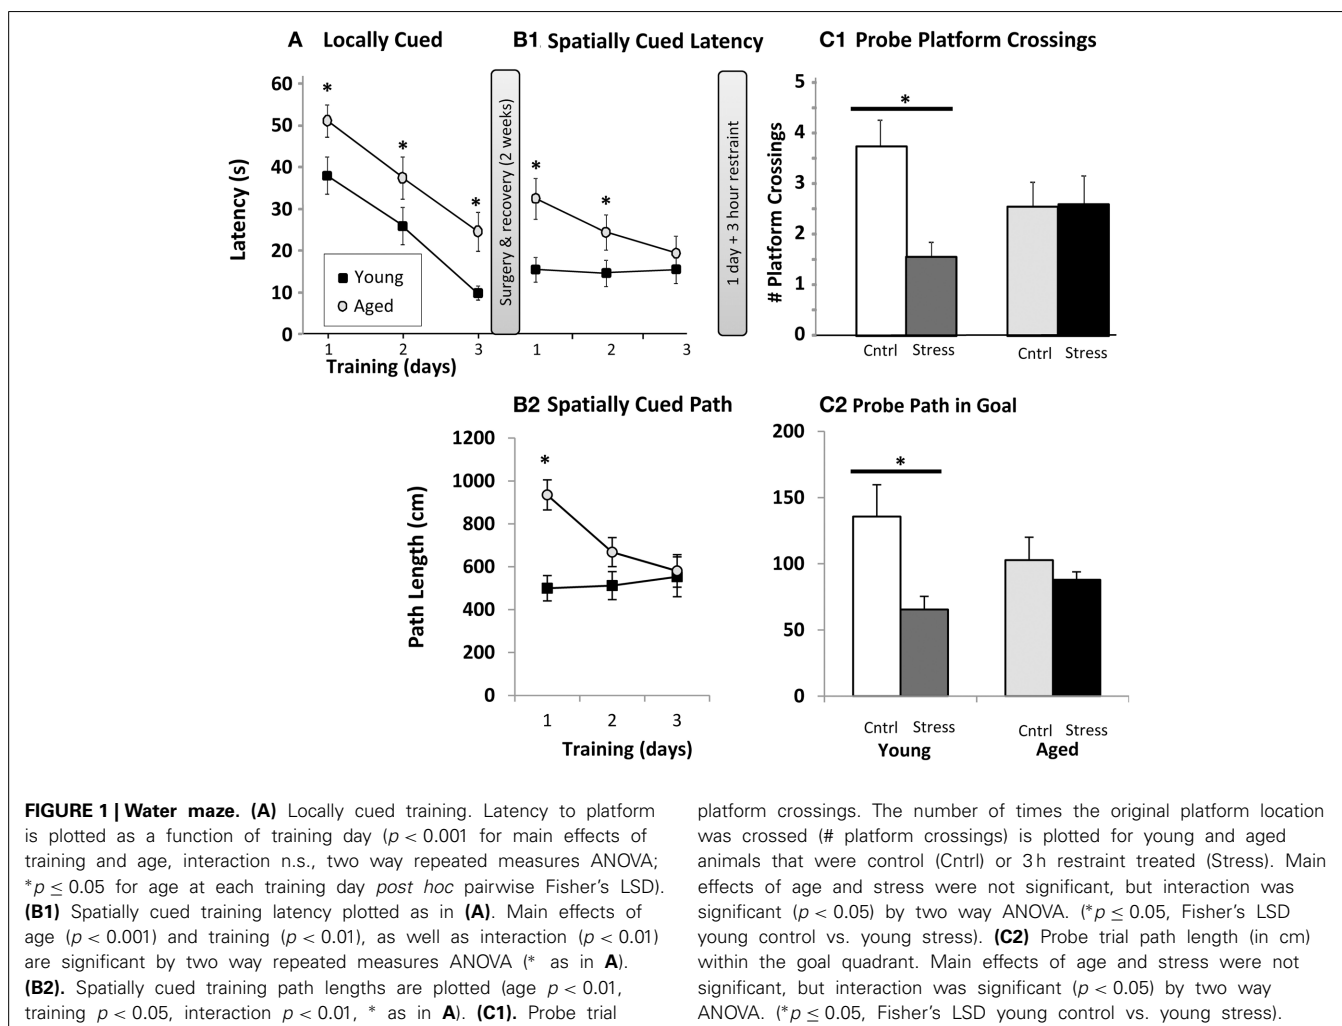 A Locally Cued
60
50
40
30
20
10
0
Latency (s)
*
*
*
Young
Aged
1 2 3
Training (days)
Surgery & recovery (2 weeks)
B1 Spatially Cued Latency
*
*
1 2 3
1 day + 3 hour restraint
C1 Probe Platform Crossings
5
4
3
2
1
0
# Platform Crossings
*
Cntrl Stress
Cntrl Stress
B2 Spatially Cued Path
1200
1000
800
600
400
200
0
Path Length (cm)
*
1 2 3
Training (days)
C2 Probe Path in Goal
200
150
100
50
0
*
Cntrl Stress
Cntrl Stress
Young
Aged
FIGURE 1 | Water maze. (A) Locally cued training. Latency to platform
is plotted as a function of training day (p < 0.001 for main effects of
training and age, interaction n.s., two way repeated measures ANOVA;
*p ≤ 0.05 for age at each training day post hoc pairwise Fisher's LSD).
(B1) Spatially cued training latency plotted as in (A). Main effects of
age (p < 0.001) and training (p < 0.01), as well as interaction (p < 0.01)
are significant by two way repeated measures ANOVA (* as in A).
(B2). Spatially cued training path lengths are plotted (age p < 0.01,
training p < 0.05, interaction p < 0.01, * as in A). (C1). Probe trial
platform crossings. The number of times the original platform location
was crossed (# platform crossings) is plotted for young and aged
animals that were control (Cntrl) or 3 h restraint treated (Stress). Main
effects of age and stress were not significant, but interaction was
significant (p < 0.05) by two way ANOVA. (*p ≤ 0.05, Fisher's LSD
young control vs. young stress). (C2) Probe trial path length (in cm)
within the goal quadrant. Main effects of age and stress were not
significant, but interaction was significant (p < 0.05) by two way
ANOVA. (*p ≤ 0.05, Fisher's LSD young control vs. young stress).